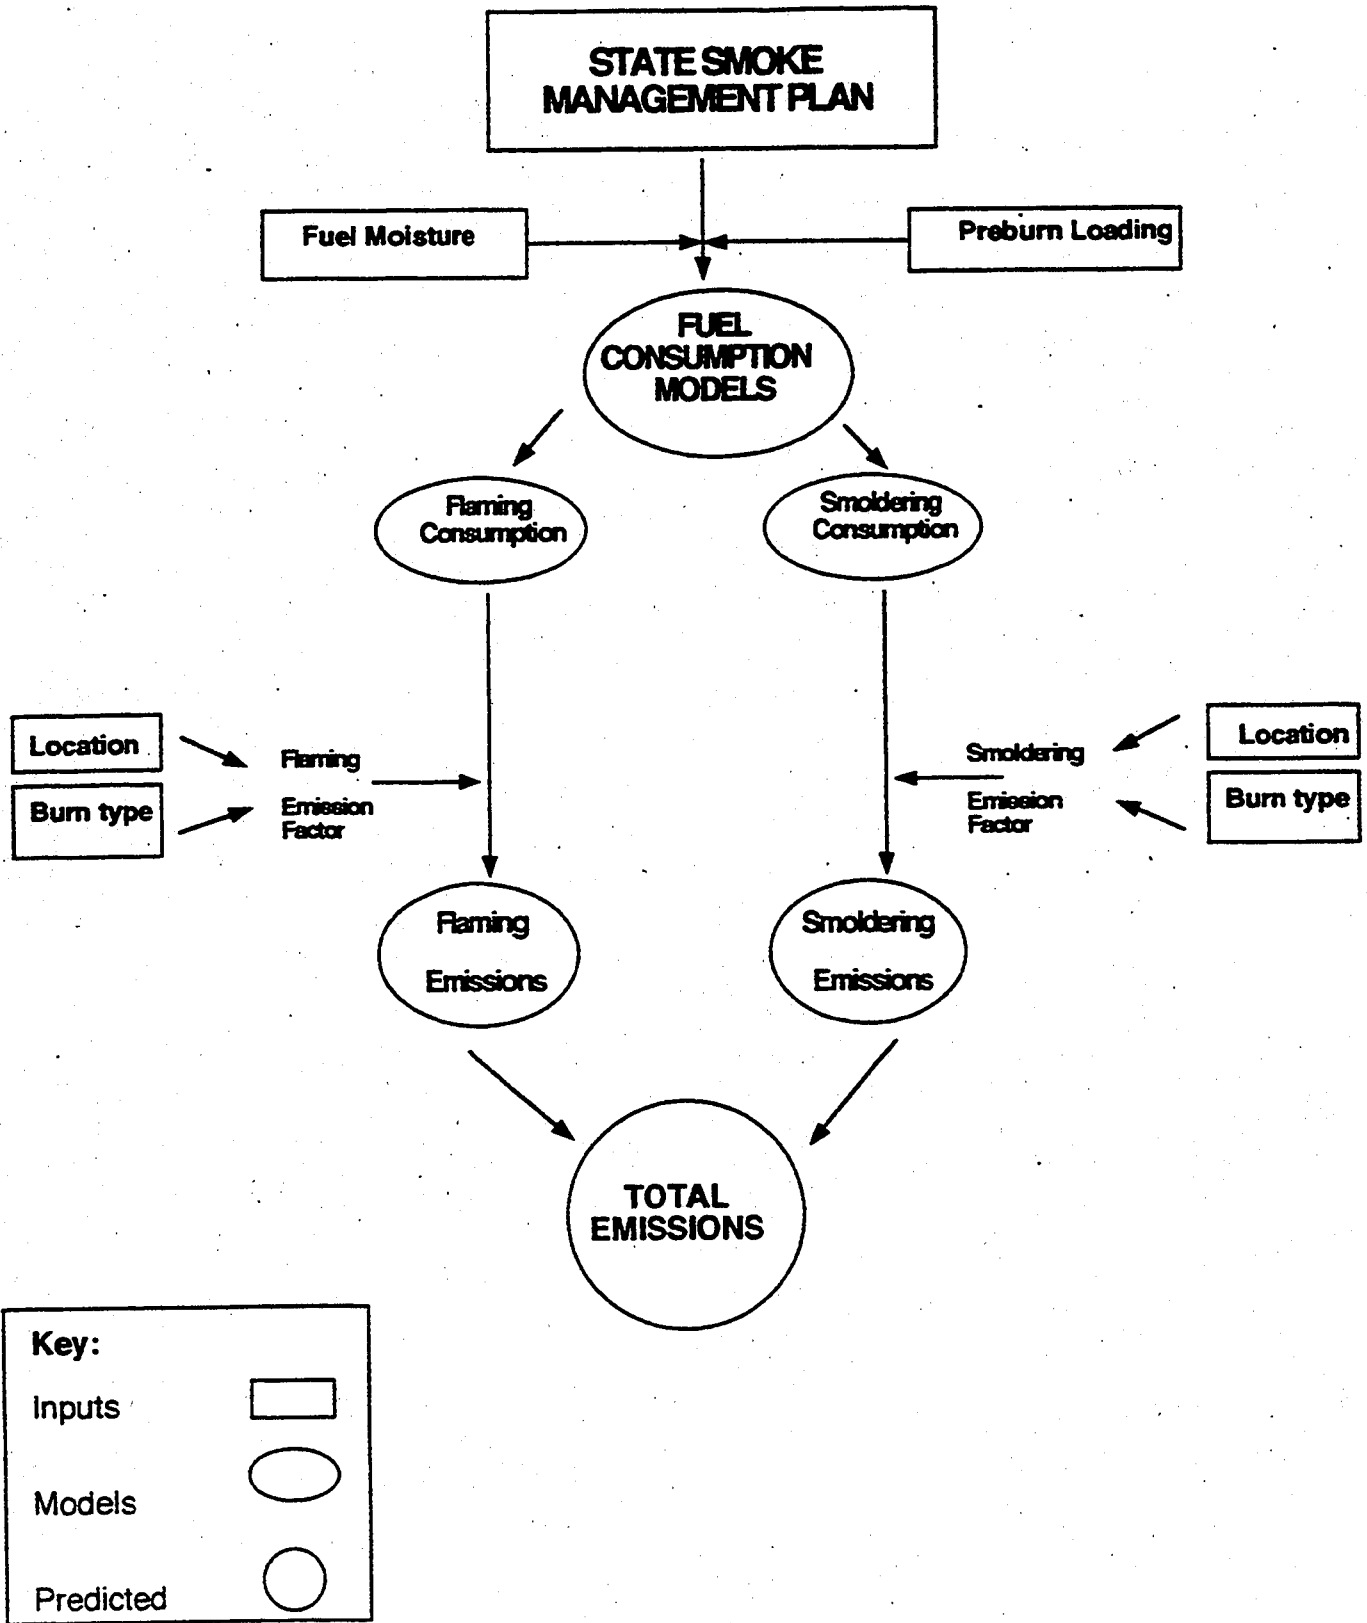 STATE SMOKE
MANAGEMENT PLAN
Fuel Moisture
Preburn Loading
FUEL
CONSUMPTION
MODELS
Flaming
Consumption
Smoldering
Consumption
Location
Burn type
Flaming
Emission
Factor
Smoldering
Emission
Factor
Location
Burn type
Flaming
Emissions
Smoldering
Emissions
TOTAL
EMISSIONS
Key:
Inputs
Models
Predicted